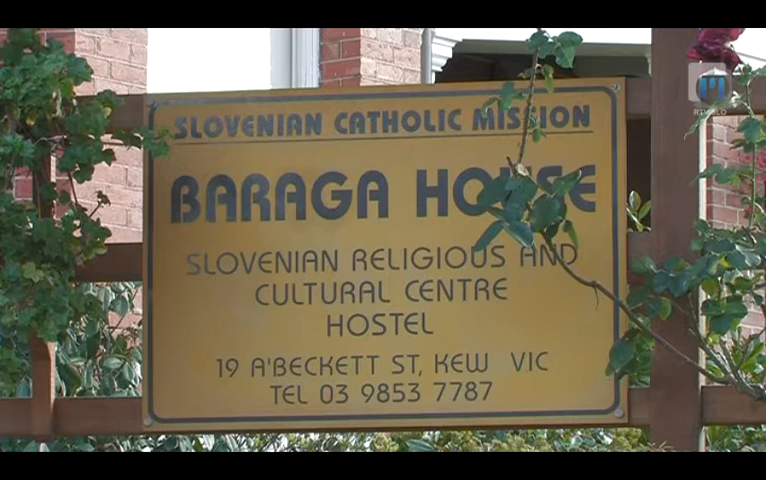 SLOVENIAN CATHOLIC MISSION
BARAGA HOUSE
SLOVENIAN RELIGIOUS AND
CULTURAL CENTRE
HOSTEL
19 A'BECKETT ST, KEW VIC
TEL 03 9853 7787